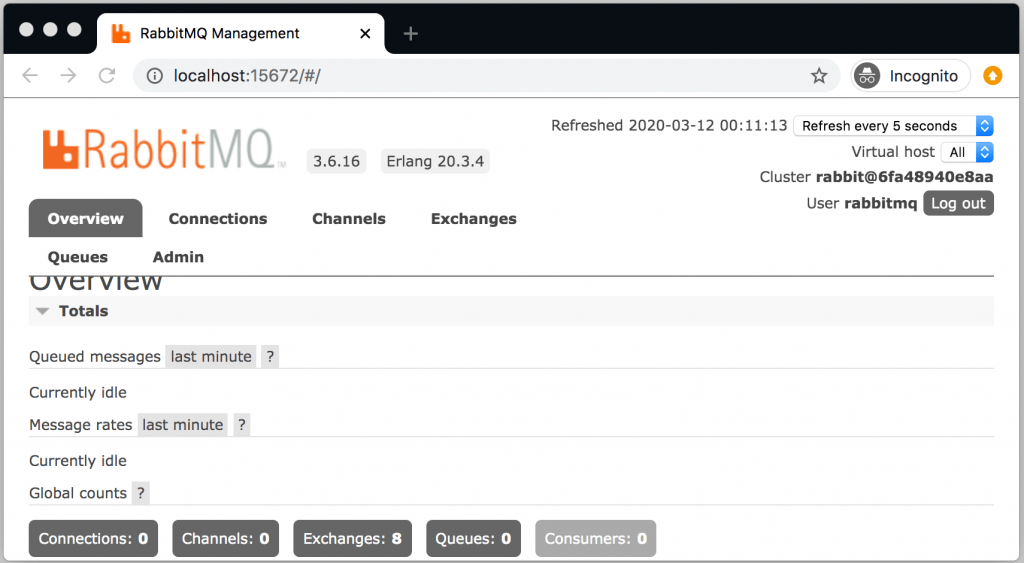 RabbitMQ Management
localhost:15672/#/
Incognito
RabbitMQ™ 3.6.16 Erlang 20.3.4
Refreshed 2020-03-12 00:11:13 Refresh every 5 seconds
Virtual host All
Cluster rabbit@6fa48940e8aa
User rabbitmq Log out
Overview Connections Channels Exchanges
Queues Admin
Overview
Totals
Queued messages last minute ?
Currently idle
Message rates last minute ?
Currently idle
Global counts ?
Connections: 0 Channels: 0 Exchanges: 8 Queues: 0 Consumers: 0